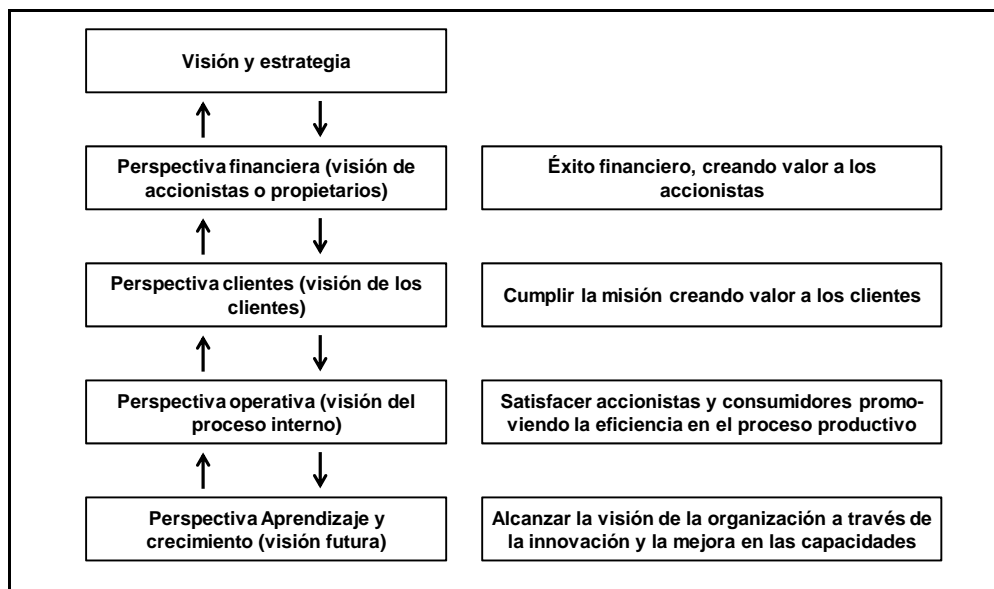 Visión y estrategia
Perspectiva financiera (visión de
accionistas o propietarios)
Éxito financiero, creando valor a los
accionistas
Perspectiva clientes (visión de los
clientes)
Cumplir la misión creando valor a los clientes
Perspectiva operativa (visión del
proceso interno)
Satisfacer accionistas y consumidores promo-
viendo la eficiencia en el proceso productivo
Perspectiva Aprendizaje y
crecimiento (visión futura)
Alcanzar la visión de la organización a través de
la innovación y la mejora en las capacidades